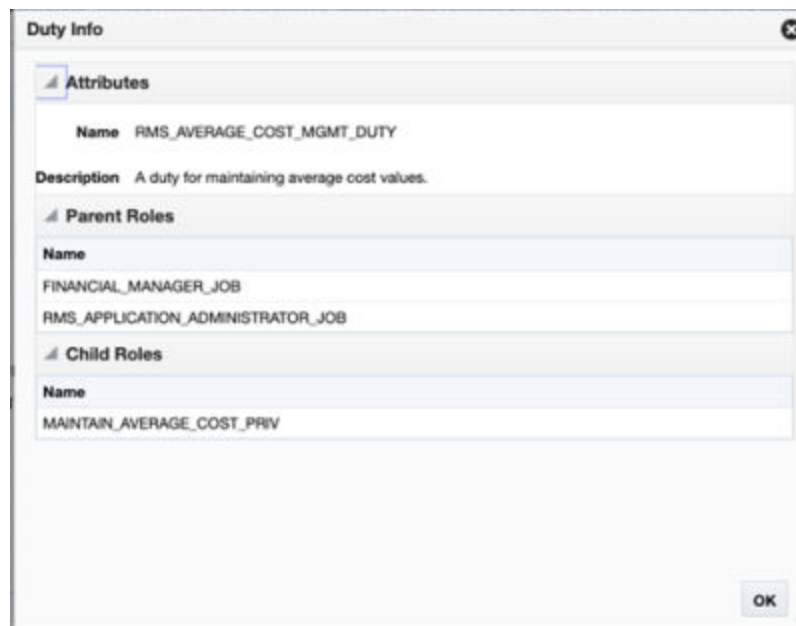 Duty Info
Attributes
Name RMS_AVERAGE_COST_MGMT_DUTY
Description A duty for maintaining average cost values.
Parent Roles
Name
FINANCIAL_MANAGER_JOB
RMS_APPLICATION_ADMINISTRATOR_JOB
Child Roles
Name
MAINTAIN_AVERAGE_COST_PRIV
OK